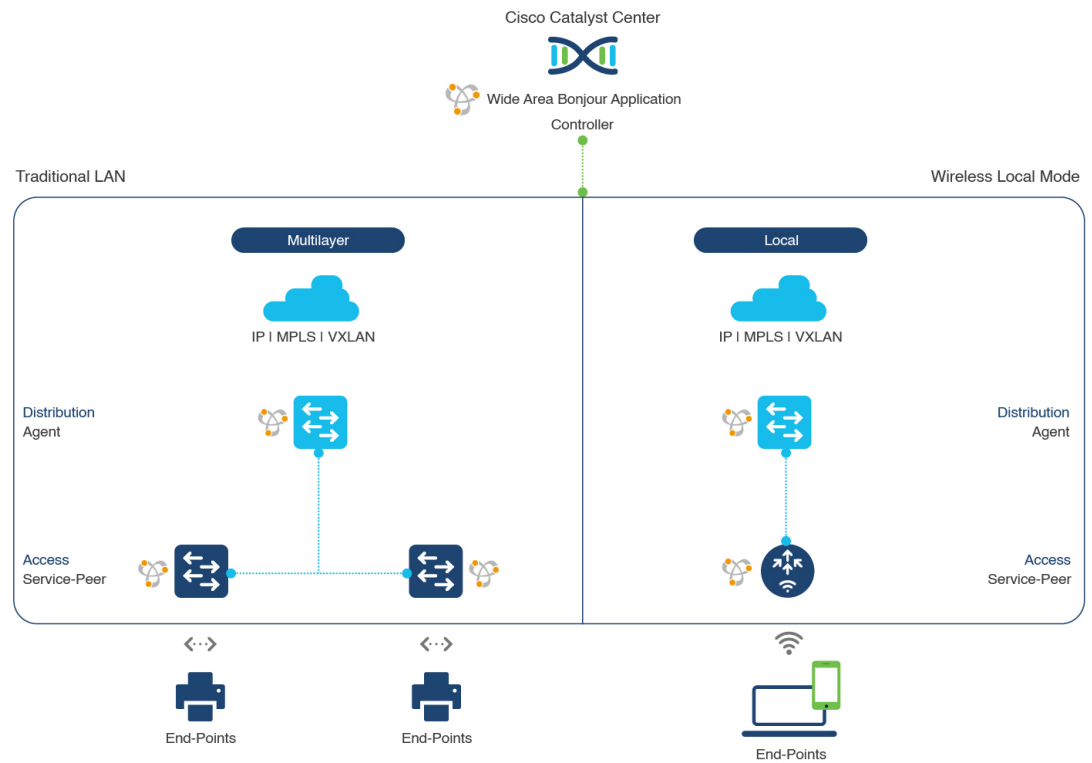 Cisco Catalyst Center
Wide Area Bonjour Application
Controller
Traditional LAN
Wireless Local Mode
Multilayer
Local
IP | MPLS | VXLAN
IP | MPLS | VXLAN
Distribution
Agent
Distribution
Agent
Access
Service-Peer
Access
Service-Peer
End-Points
End-Points
End-Points